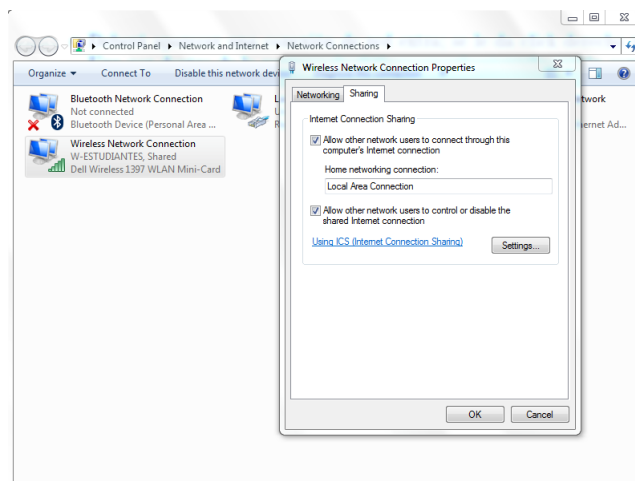 Control Panel ▸ Network and Internet ▸ Network Connections ▸
Organize
Connect To
Disable this network devi
Bluetooth Network Connection
Not connected
Bluetooth Device (Personal Area ...
Wireless Network Connection
W-ESTUDIANTES, Shared
Dell Wireless 1397 WLAN Mini-Card
L
R
twork
ernet Ad...
Wireless Network Connection Properties
Networking
Sharing
Internet Connection Sharing
Allow other network users to connect through this
computer's Internet connection
Home networking connection:
Local Area Connection
Allow other network users to control or disable the
shared Internet connection
Using ICS (Internet Connection Sharing)
Settings...
OK
Cancel